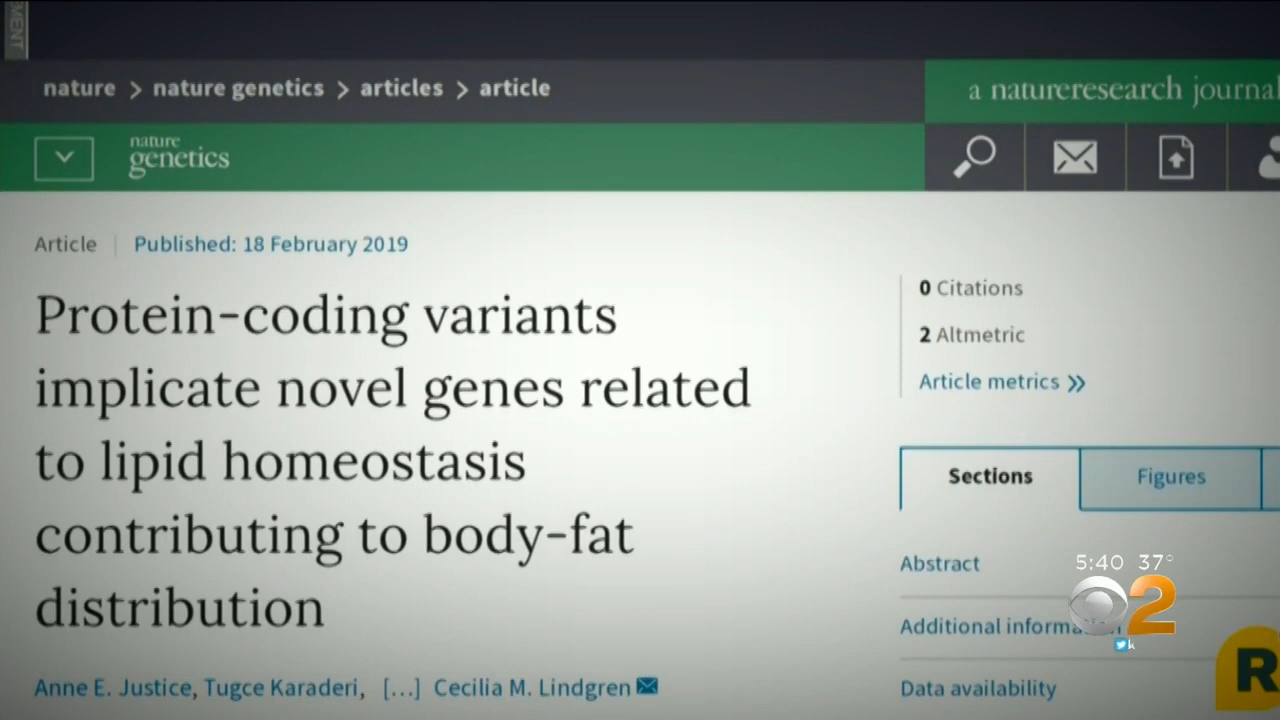 MENT
nature > nature genetics > articles > article
a natureresearch journal
nature
genetics
Article | Published: 18 February 2019
Protein-coding variants
implicate novel genes related
to lipid homeostasis
contributing to body-fat
distribution
Anne E. Justice, Tugce Karaderi, [...] Cecilia M. Lindgren
0 Citations
2 Altmetric
Article metrics >>
Sections
Figures
Abstract
Additional informa
Data availability
5:40 37°
2
R